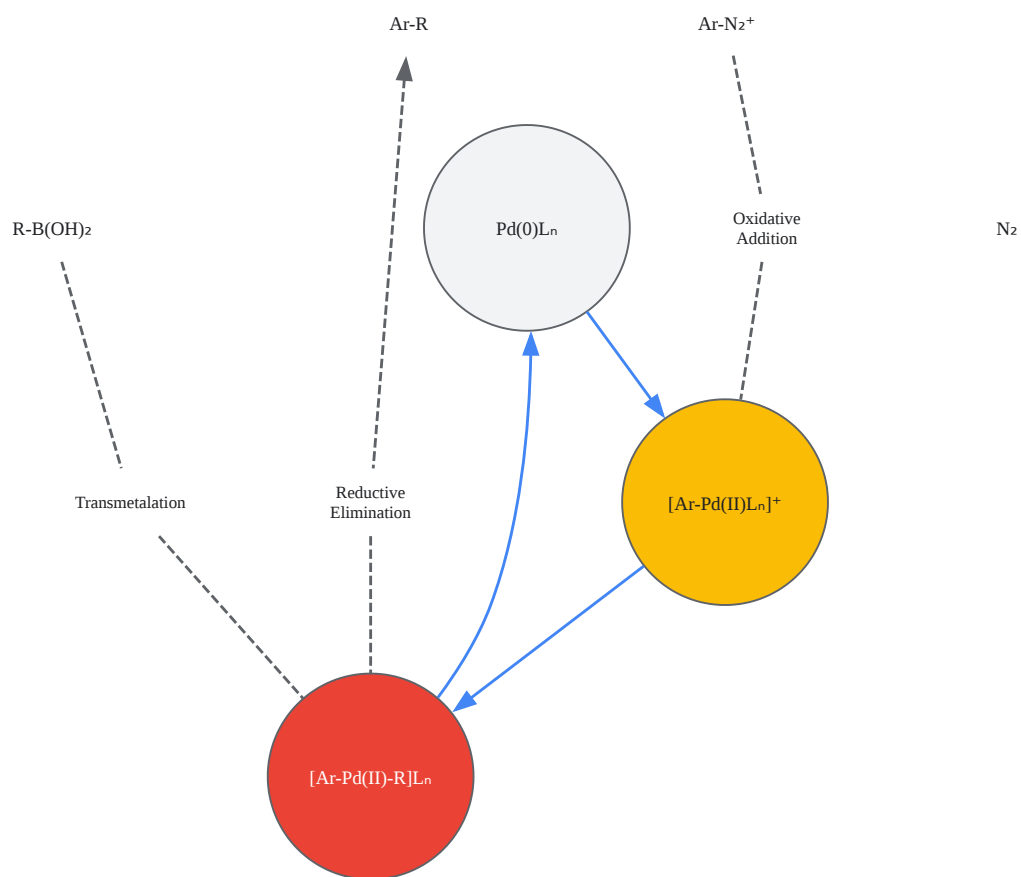 Ar-R
Ar-N₂⁺
R-B(OH)₂
Pd(0)Lₙ
Oxidative
Addition
N₂
Transmetalation
Reductive
Elimination
[Ar-Pd(II)Lₙ]⁺
[Ar-Pd(II)-R]Lₙ